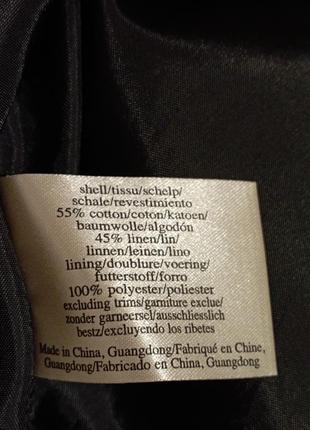 shell/tissu/schelp/
schale/revestimiento
55% cotton/coton/katoen/
baumwolle/algodón
45% linen/lin/
linnen/leinen/lino
lining/doublure/voering/
futterstoff/forro
100% polyester/poliester
excluding trims/garniture exclue/
zonder garneersel/ausschliesslich
bestz/excluyendo los ribetes
Made in China, Guangdong/Fabriqué en Chine,
Guangdong/Fabricado en China, Guangdong